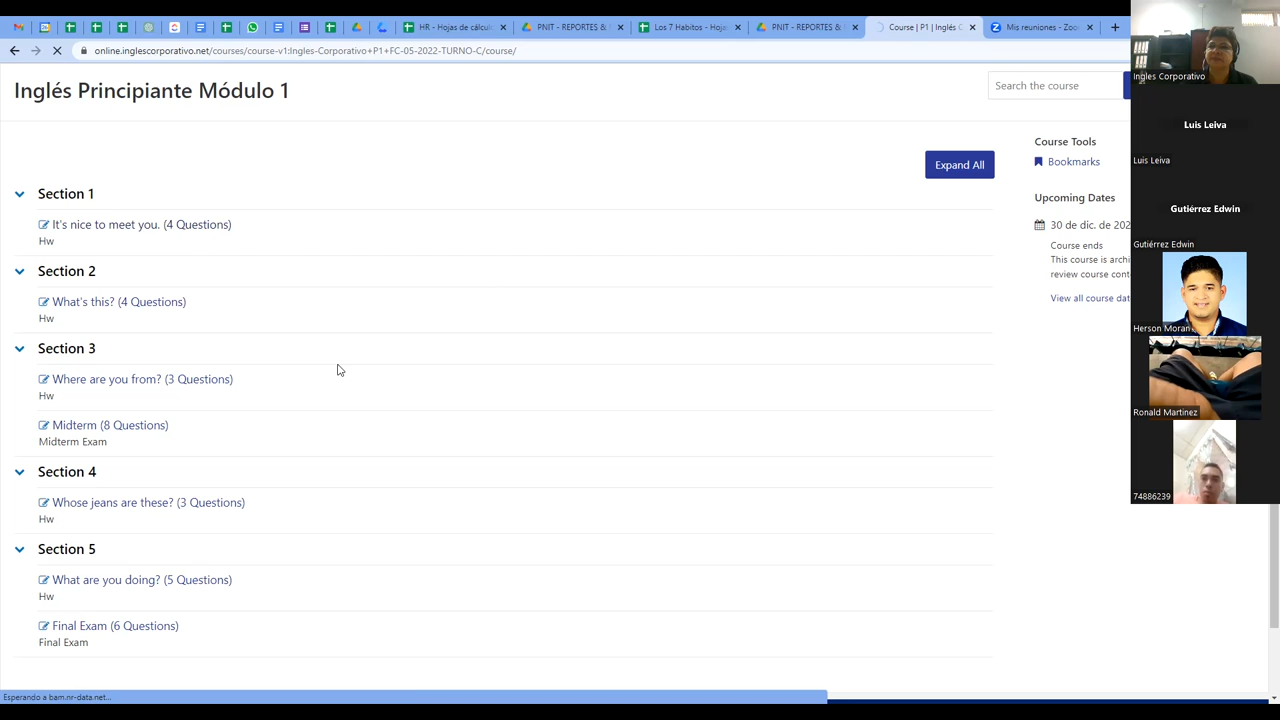 HR - Hojas de cálcu
PNIT - REPORTES &
Los 7 Habitos - Hoja
PNIT - REPORTES &
Course | P1 | Inglés C
Mis reuniones - Zoo
online.inglescorporativo.net/courses/course-v1:Ingles-Corporativo+P1+FC-05-2022-TURNO-C/course/
Inglés Principiante Módulo 1
Search the course
Expand All
Section 1
It's nice to meet you. (4 Questions)
Hw
Section 2
What's this? (4 Questions)
Hw
Section 3
Where are you from? (3 Questions)
Hw
Midterm (8 Questions)
Midterm Exam
Section 4
Whose jeans are these? (3 Questions)
Hw
Section 5
What are you doing? (5 Questions)
Hw
Final Exam (6 Questions)
Final Exam
Course Tools
Bookmarks
Upcoming Dates
30 de dic. de 202
Course ends
This course is archi
review course cont
View all course dat
Ingles Corporativo
Luis Leiva
Luis Leiva
Gutiérrez Edwin
Gutiérrez Edwin
Herson Moran
Ronald Martinez
74886239
Esperando a bam.nr-data.net...